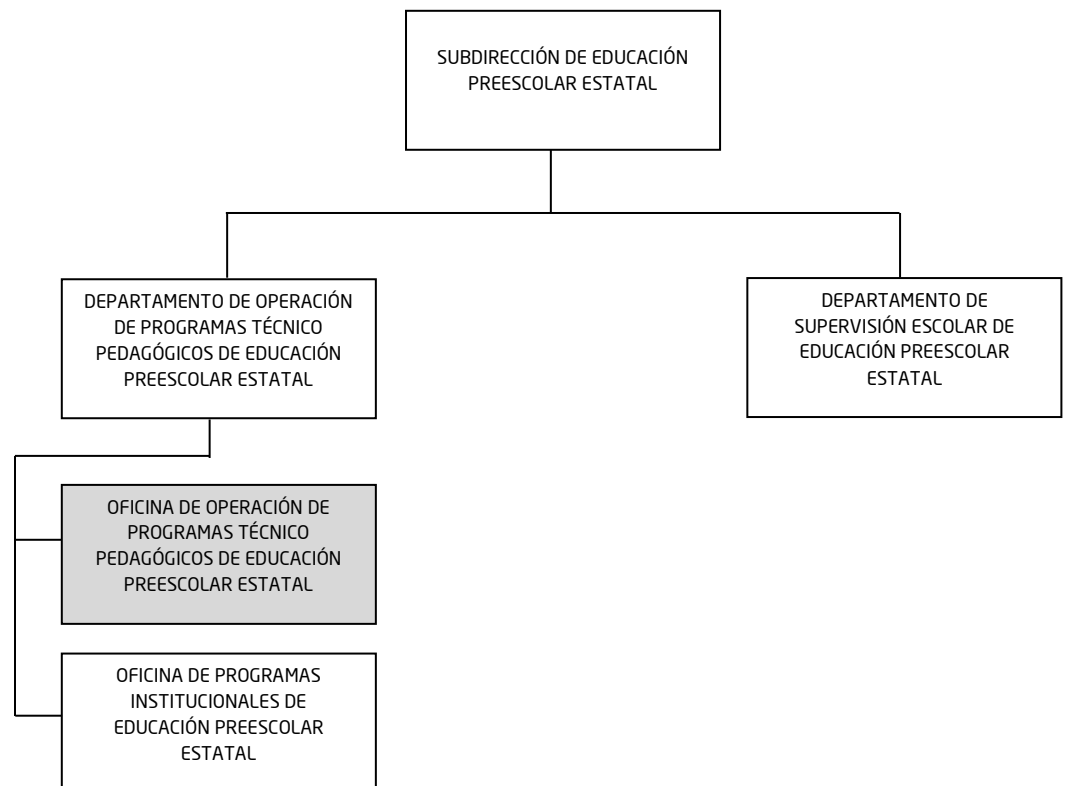 SUBDIRECCIÓN DE EDUCACIÓN
PREESCOLAR ESTATAL
DEPARTAMENTO DE OPERACIÓN
DE PROGRAMAS TÉCNICO
PEDAGÓGICOS DE EDUCACIÓN
PREESCOLAR ESTATAL
DEPARTAMENTO DE
SUPERVISIÓN ESCOLAR DE
EDUCACIÓN PREESCOLAR
ESTATAL
OFICINA DE OPERACIÓN DE
PROGRAMAS TÉCNICO
PEDAGÓGICOS DE EDUCACIÓN
PREESCOLAR ESTATAL
OFICINA DE PROGRAMAS
INSTITUCIONALES DE
EDUCACIÓN PREESCOLAR
ESTATAL